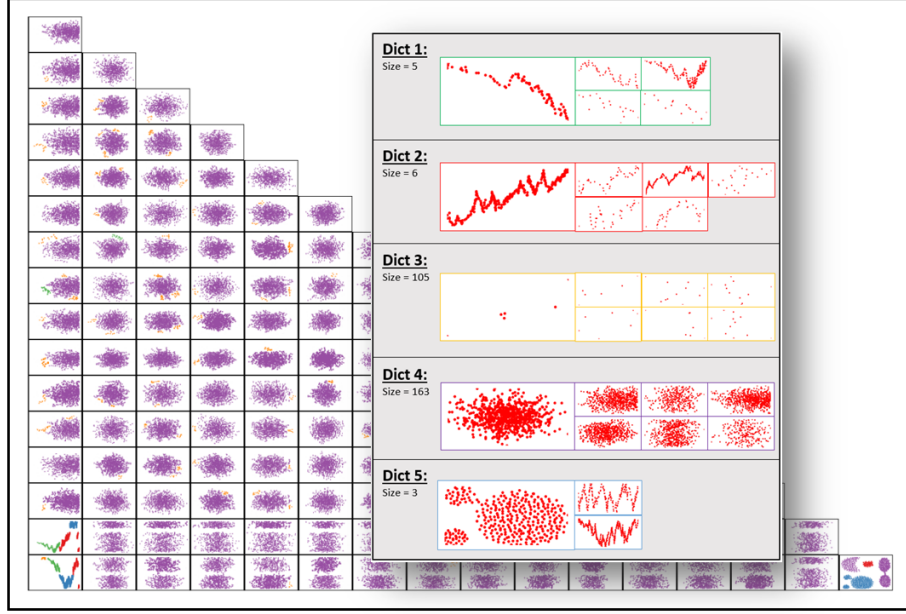 Dict 1:
Size = 5
Dict 2:
Size = 6
Dict 3:
Size = 105
Dict 4:
Size = 163
Dict 5:
Size = 3